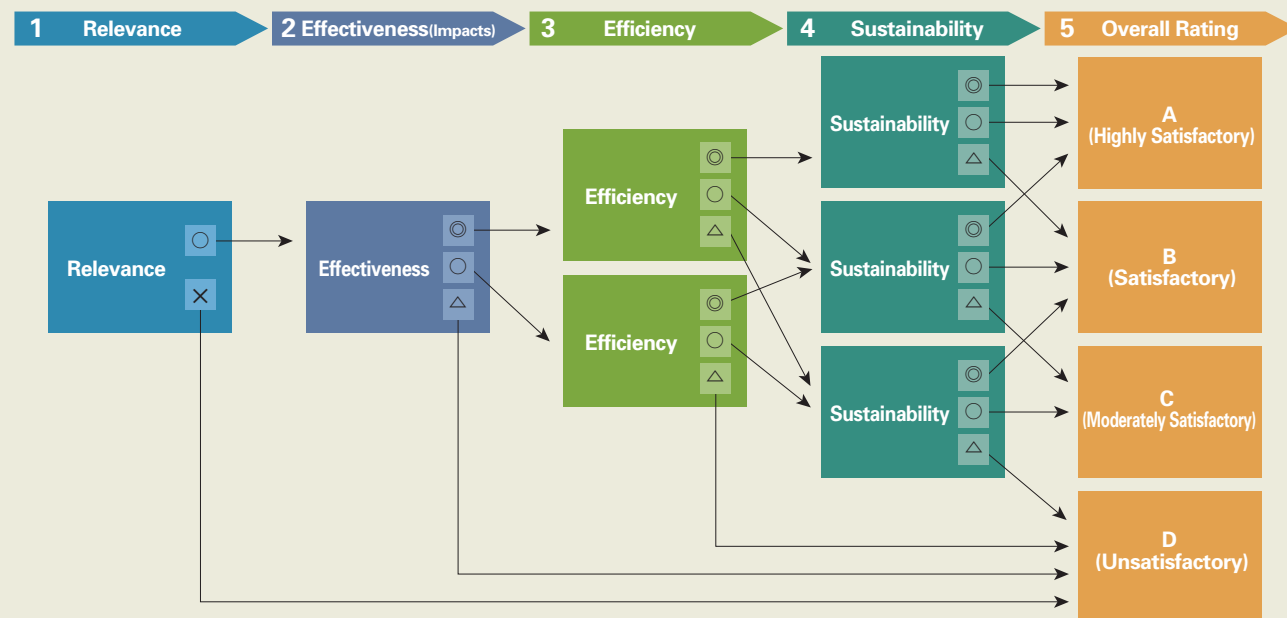 1 Relevance
2 Effectiveness(Impacts)
3 Efficiency
4 Sustainability
5 Overall Rating
Relevance
○
×
Effectiveness
◎
○
△
Efficiency
◎
○
△
Efficiency
◎
○
△
Sustainability
◎
○
△
Sustainability
◎
○
△
Sustainability
◎
○
△
A
(Highly Satisfactory)
B
(Satisfactory)
C
(Moderately Satisfactory)
D
(Unsatisfactory)